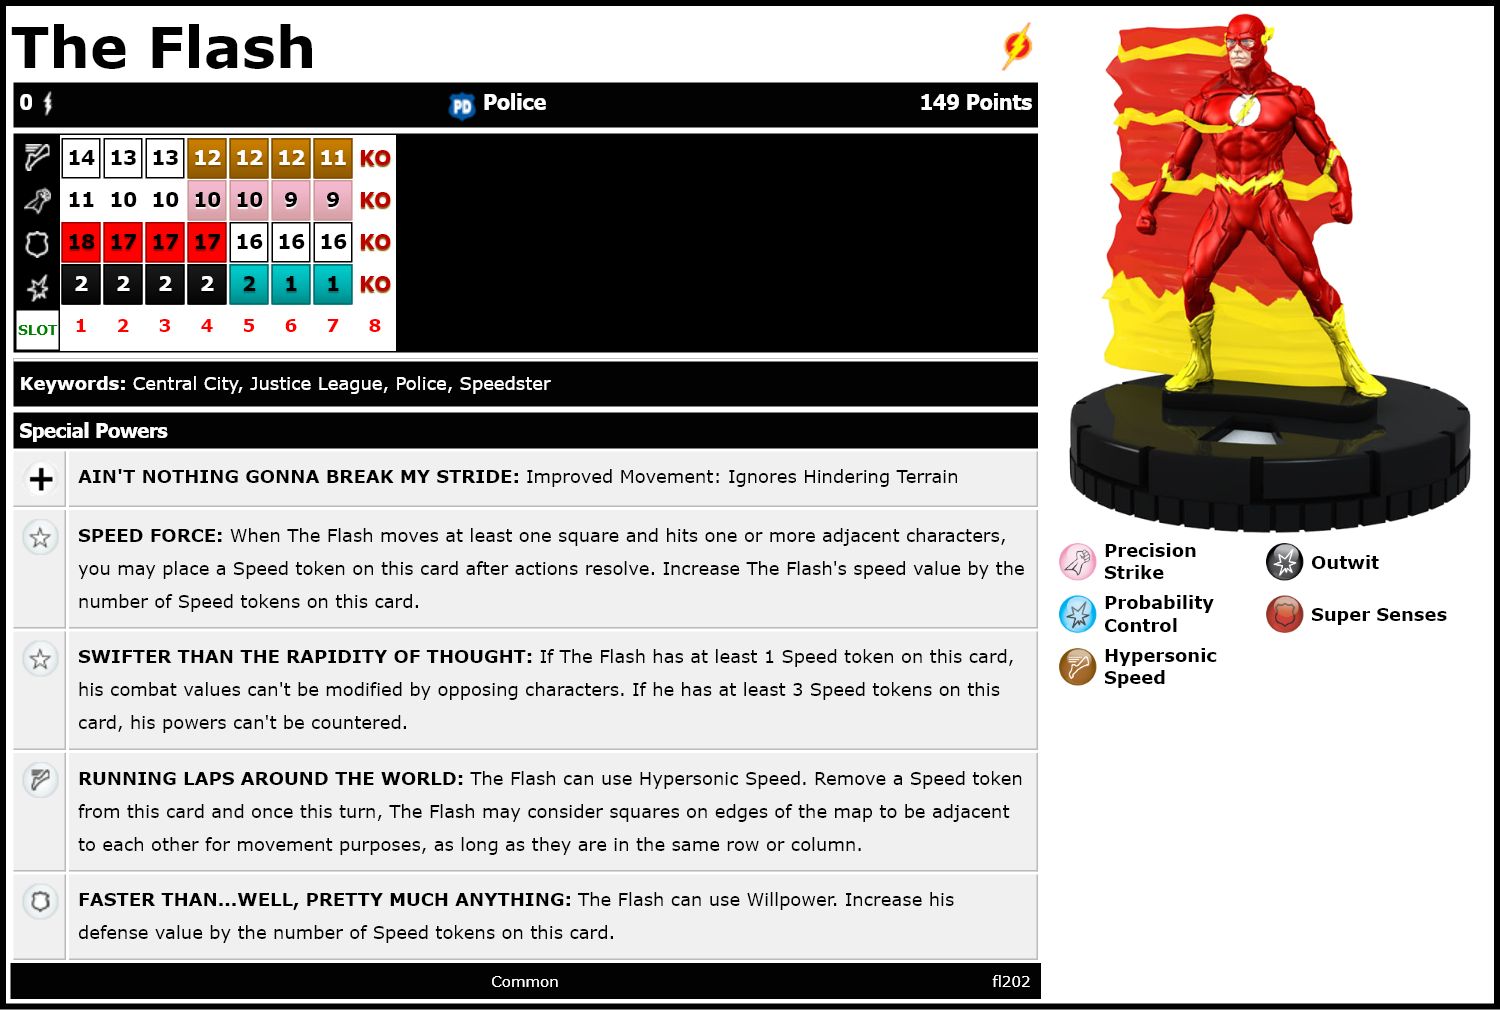 The Flash
0 PD Police 149 Points
14 13 13 12 12 12 11 KO
11 10 10 10 10 9 9 KO
18 17 17 17 16 16 16 KO
2 2 2 2 2 1 1 KO
SLOT 1 2 3 4 5 6 7 8
Keywords: Central City, Justice League, Police, Speedster
Special Powers
AIN'T NOTHING GONNA BREAK MY STRIDE: Improved Movement: Ignores Hindering Terrain
SPEED FORCE: When The Flash moves at least one square and hits one or more adjacent characters,
you may place a Speed token on this card after actions resolve. Increase The Flash's speed value by the
number of Speed tokens on this card.
SWIFTER THAN THE RAPIDITY OF THOUGHT: If The Flash has at least 1 Speed token on this card,
his combat values can't be modified by opposing characters. If he has at least 3 Speed tokens on this
card, his powers can't be countered.
RUNNING LAPS AROUND THE WORLD: The Flash can use Hypersonic Speed. Remove a Speed token
from this card and once this turn, The Flash may consider squares on edges of the map to be adjacent
to each other for movement purposes, as long as they are in the same row or column.
FASTER THAN...WELL, PRETTY MUCH ANYTHING: The Flash can use Willpower. Increase his
defense value by the number of Speed tokens on this card.
Common fl202
Precision
Strike
Outwit
Probability
Control
Super Senses
Hypersonic
Speed